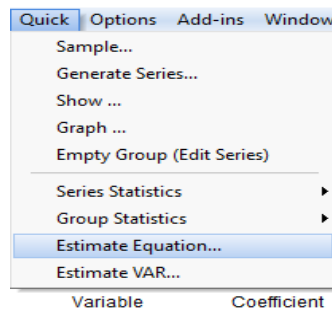 Quick Options Add-ins Window
Sample...
Generate Series...
Show ...
Graph ...
Empty Group (Edit Series)
Series Statistics
Group Statistics
Estimate Equation...
Estimate VAR...
Variable Coefficient